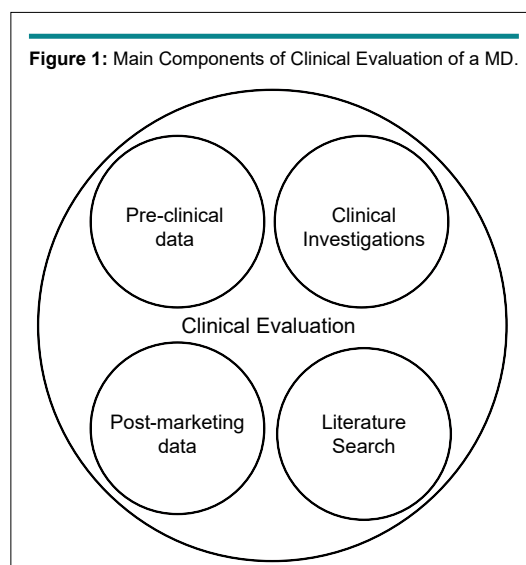 Figure 1: Main Components of Clinical Evaluation of a MD.
Pre-clinical
data
Clinical
Investigations
Clinical Evaluation
Post-marketing
data
Literature
Search